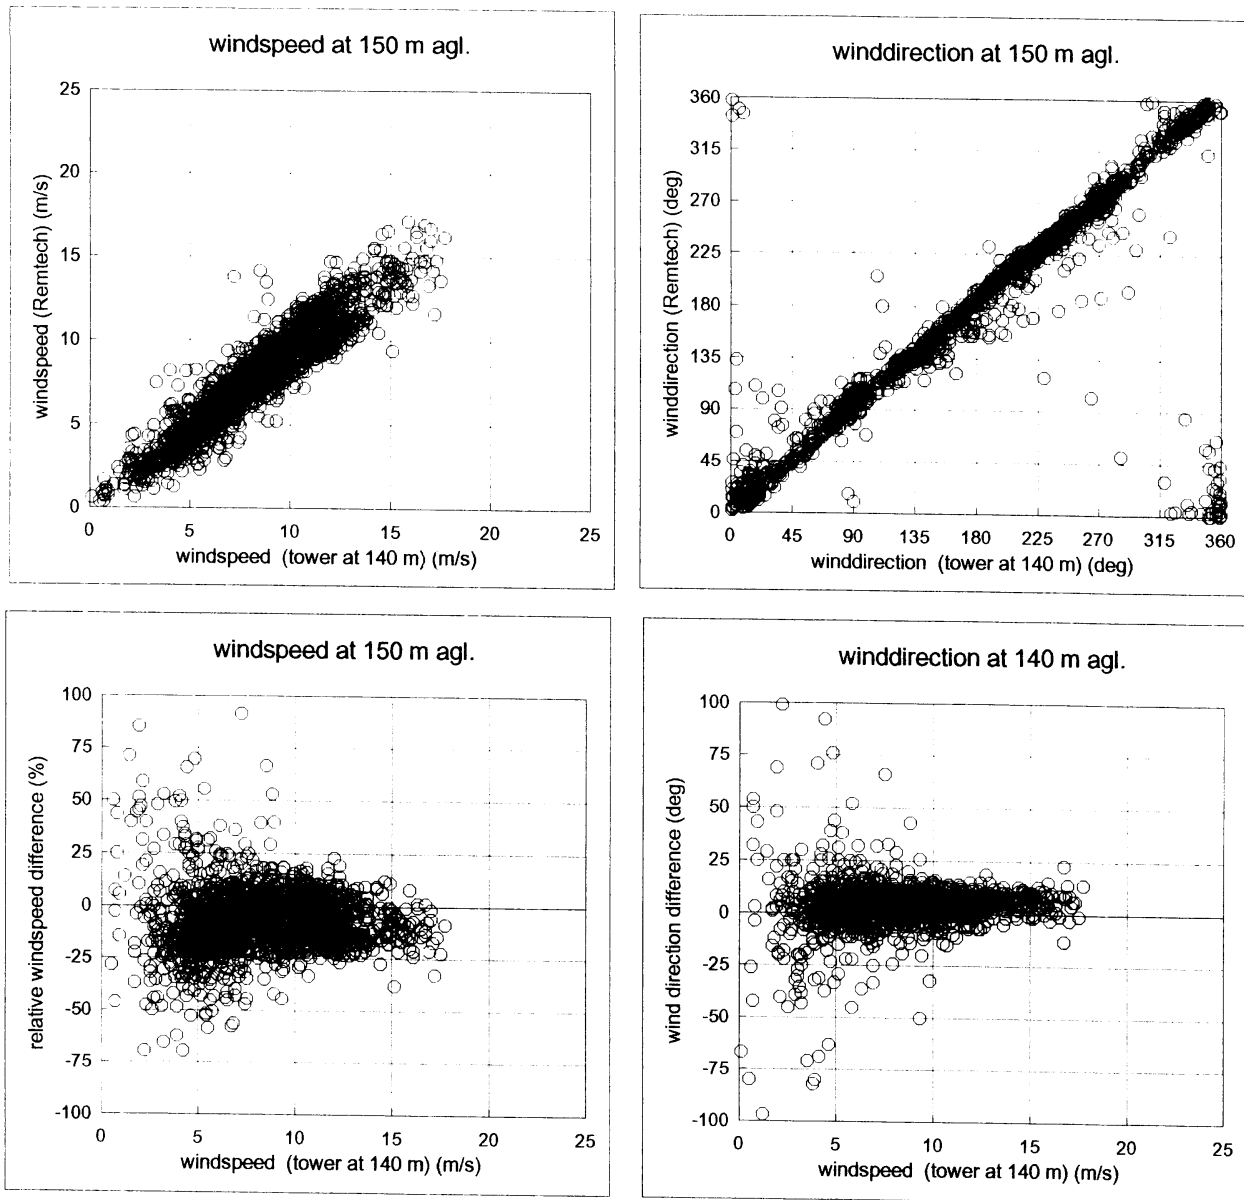 windspeed at 150 m agl.
25
20
15
10
5
0
windspeed (Remtech) (m/s)
0 5 10 15 20 25
windspeed (tower at 140 m) (m/s)
winddirection at 150 m agl.
360
315
270
225
180
135
90
45
0
winddirection (Remtech) (deg)
0 45 90 135 180 225 270 315 360
winddirection (tower at 140 m) (deg)
windspeed at 150 m agl.
100
75
50
25
0
-25
-50
-75
-100
relative windspeed difference (%)
0 5 10 15 20 25
windspeed (tower at 140 m) (m/s)
winddirection at 140 m agl.
100
75
50
25
0
-25
-50
-75
-100
wind direction difference (deg)
0 5 10 15 20 25
windspeed (tower at 140 m) (m/s)